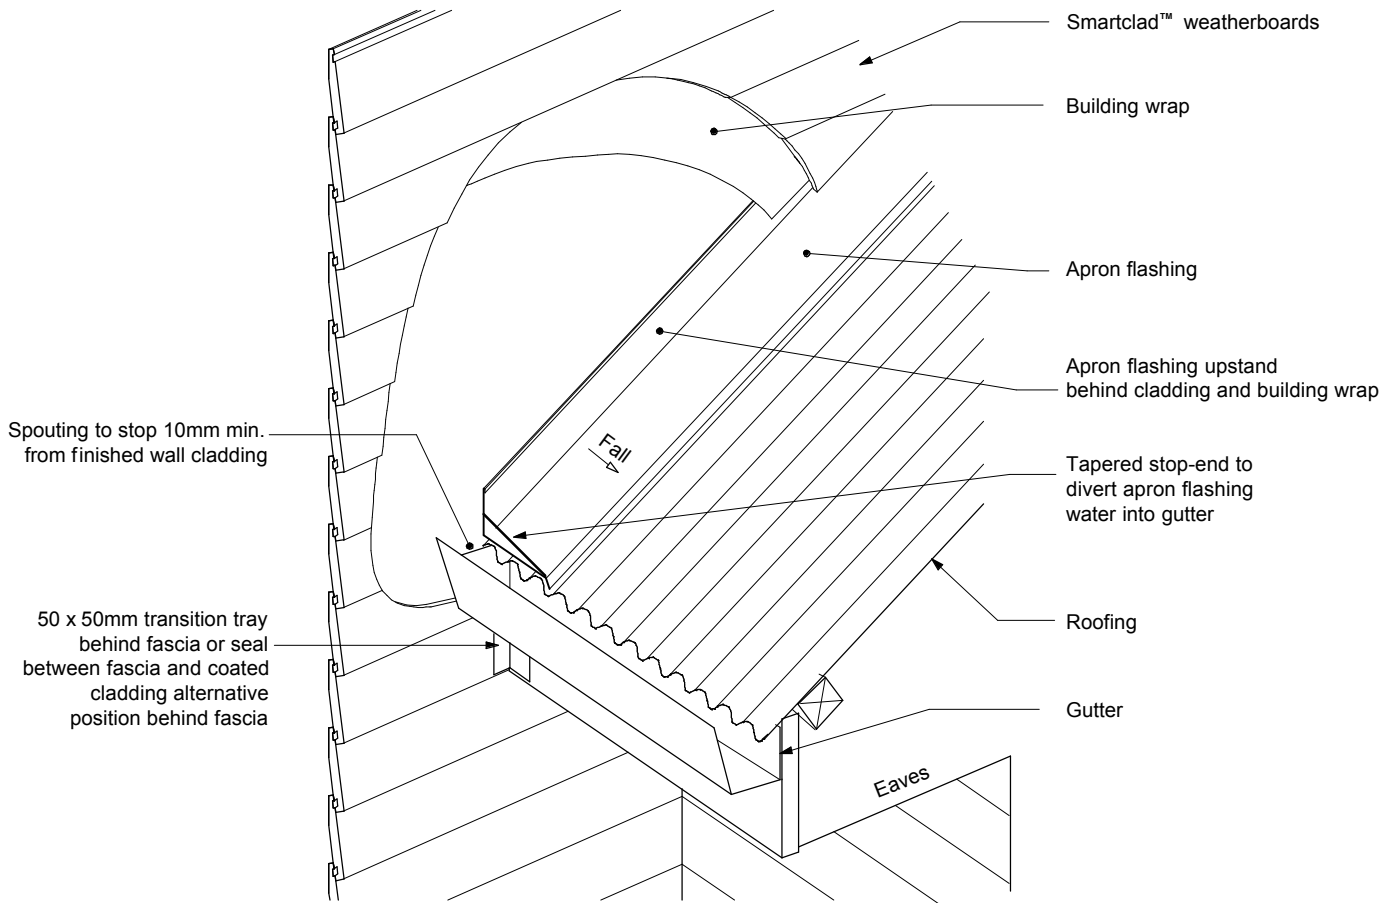 Smartclad™ weatherboards
Building wrap
Apron flashing
Apron flashing upstand
behind cladding and building wrap
Spouting to stop 10mm min.
from finished wall cladding
Fall
Tapered stop-end to
divert apron flashing
water into gutter
50 x 50mm transition tray
behind fascia or seal
between fascia and coated
cladding alternative
position behind fascia
Roofing
Gutter
Eaves